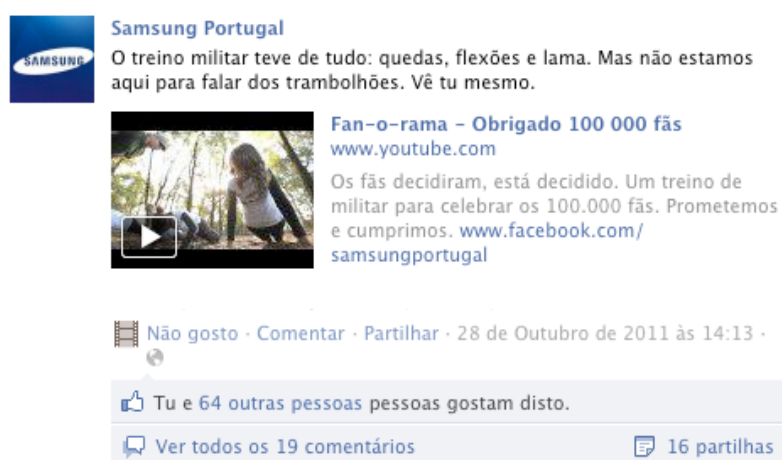 SAMSUNG
Samsung Portugal
O treino militar teve de tudo: quedas, flexões e lama. Mas não estamos
aqui para falar dos trambolhões. Vê tu mesmo.
Fan-o-rama - Obrigado 100 000 fãs
www.youtube.com
Os fãs decidiram, está decidido. Um treino de
militar para celebrar os 100.000 fãs. Prometemos
e cumprimos. www.facebook.com/
samsungportugal
Não gosto · Comentar · Partilhar · 28 de Outubro de 2011 às 14:13 ·
Tu e 64 outras pessoas pessoas gostam disto.
Ver todos os 19 comentários 16 partilhas